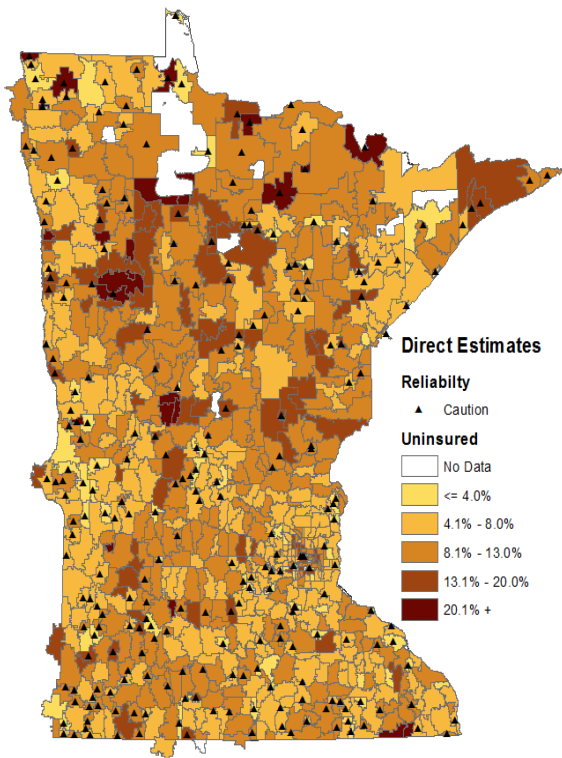 Direct Estimates
Reliabilty
Caution
Uninsured
No Data
<= 4.0%
4.1% - 8.0%
8.1% - 13.0%
13.1% - 20.0%
20.1% +